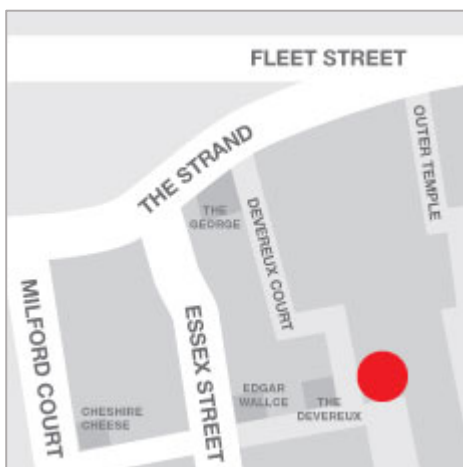 FLEET STREET
OUTER TEMPLE
THE STRAND
THE
GEORGE
DEVEREUX COURT
MILFORD COURT
ESSEX STREET
EDGAR
WALLCE
THE
DEVEREUX
CHESHIRE
CHEESE